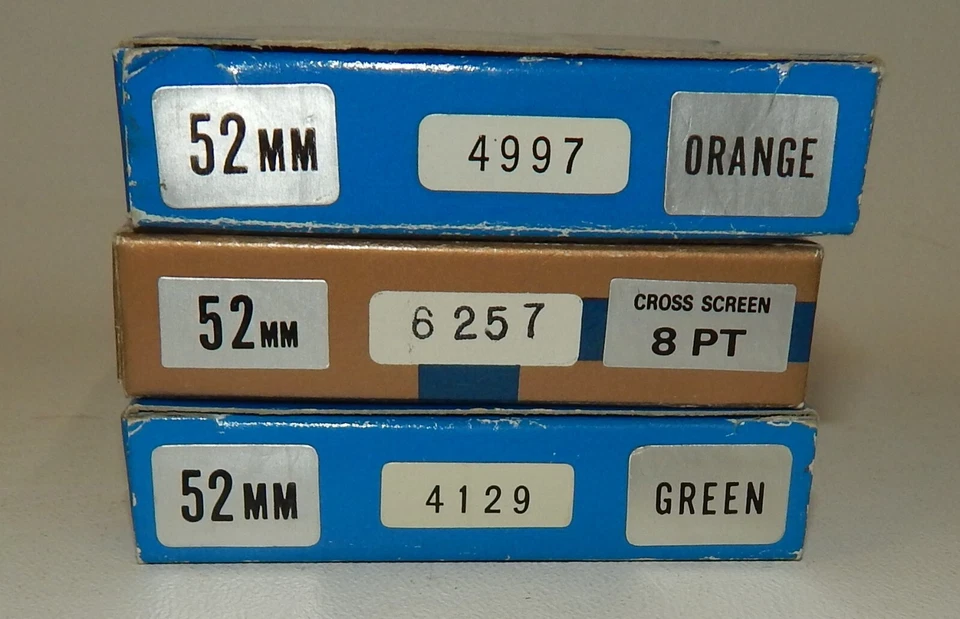 52MM
4997
ORANGE
52MM
6257
CROSS SCREEN
8 PT
52MM
4129
GREEN